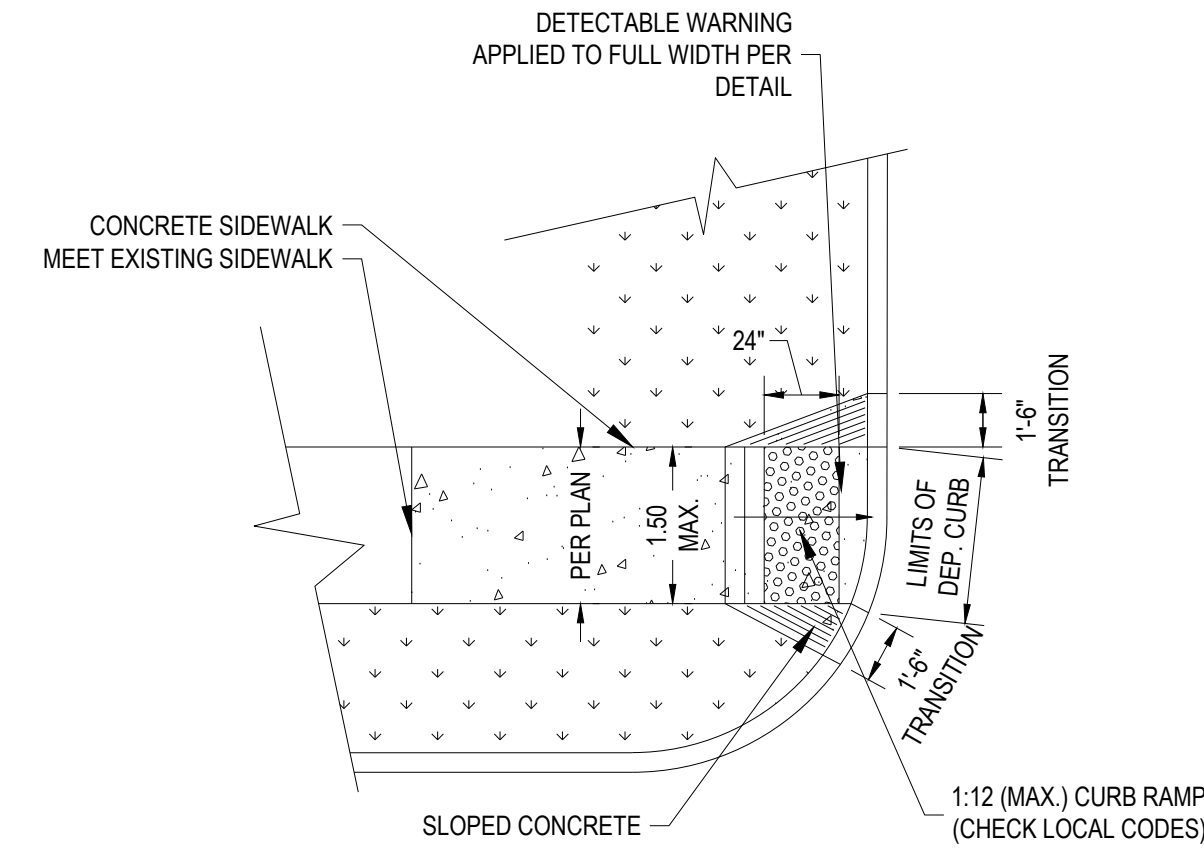 DETECTABLE WARNING
APPLIED TO FULL WIDTH PER
DETAIL
CONCRETE SIDEWALK
MEET EXISTING SIDEWALK
24"
1'-6"
TRANSITION
PER PLAN
1.50
MAX.
LIMITS OF
DEP. CURB
1'-6"
TRANSITION
SLOPED CONCRETE
1:12 (MAX.) CURB RAMP
(CHECK LOCAL CODES)